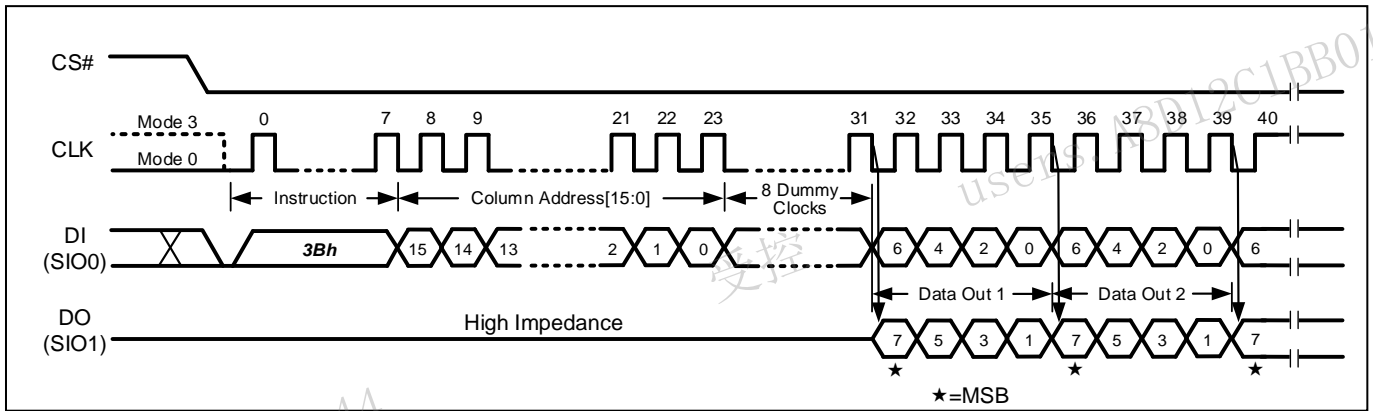 CS#
Mode 3
0 7 8 9 21 22 23 31 32 33 34 35 36 37 38 39 40
CLK
Mode 0
Instruction
Column Address[15:0]
8 Dummy
Clocks
DI
(SIO0)
3Bh 15 14 13 2 1 0 6 4 2 0 6 4 2 0 6
Data Out 1
Data Out 2
DO
(SIO1)
High Impedance
7 5 3 1 7 5 3 1 7
★ ★ ★
★=MSB
受控